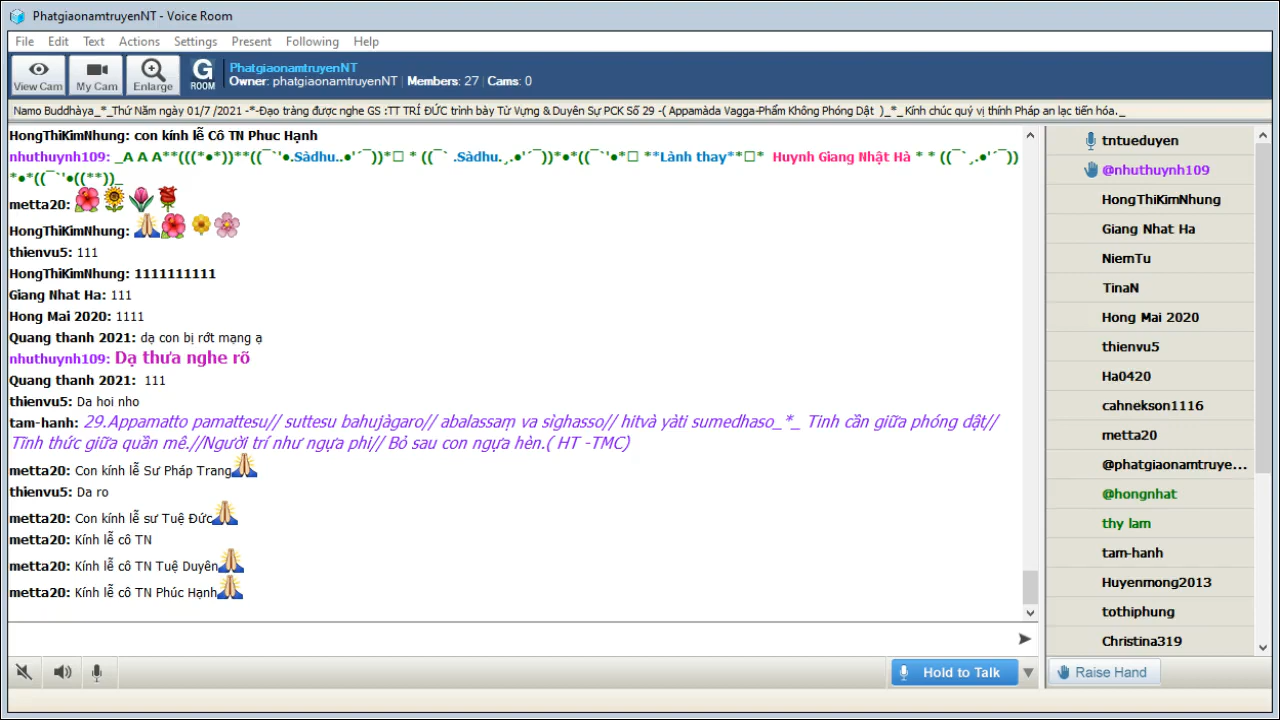 PhatgiaonamtruyenNT - Voice Room
File Edit Text Actions Settings Present Following Help
View Cam My Cam Enlarge G ROOM
PhatgiaonamtruyenNT
Owner: phatgiaonamtruyenNT | Members: 27 | Cams: 0
Namo Buddhàya_*_Thứ Năm ngày 01/7 /2021 -*-Đạo tràng được nghe GS :TT TRÍ ĐỨC trình bày Từ Vựng & Duyên Sự PCK Số 29 -( Appamàda Vagga-Phẩm Không Phóng Dật )_*_Kính chúc quý vị thính Pháp an lạc tiến hóa._
HongThiKimNhung: con kính lễ Cô TN Phuc Hạnh
nhuthuynh109: _A A A**(((*●*))**((¯`'●.Sàdhu..●'´¯))*●*□ * ((¯` .Sàdhu.¸.●'´¯))*●*((¯`'●*□ **Lành thay**□* Huynh Giang Nhật Hà * * ((¯`¸.●'´¯))
*●*((¯`'●((**))_
metta20:
HongThiKimNhung:
thienvu5: 111
HongThiKimNhung: 1111111111
Giang Nhat Ha: 111
Hong Mai 2020: 1111
Quang thanh 2021: dạ con bị rớt mạng ạ
nhuthuynh109: Dạ thưa nghe rõ
Quang thanh 2021: 111
thienvu5: Da hoi nho
tam-hanh: 29.Appamatto pamattesu// suttesu bahujàgaro// abalassaṃ va sìghasso// hitvà yàti sumedhaso_*_ Tinh cần giữa phóng dật//
Tĩnh thức giữa quần mê.//Người trí như ngựa phi// Bỏ sau con ngựa hèn.( HT -TMC)
metta20: Con kính lễ Sư Pháp Trang
thienvu5: Da ro
metta20: Con kính lễ sư Tuệ Đức
metta20: Kính lễ cô TN
metta20: Kính lễ cô TN Tuệ Duyên
metta20: Kính lễ cô TN Phúc Hạnh
Hold to Talk
tntueduyen
@nhuthuynh109
HongThiKimNhung
Giang Nhat Ha
NiemTu
TinaN
Hong Mai 2020
thienvu5
Ha0420
cahnekson1116
metta20
@phatgiaonamtruye...
@hongnhat
thy lam
tam-hanh
Huyenmong2013
tothiphung
Christina319
Raise Hand